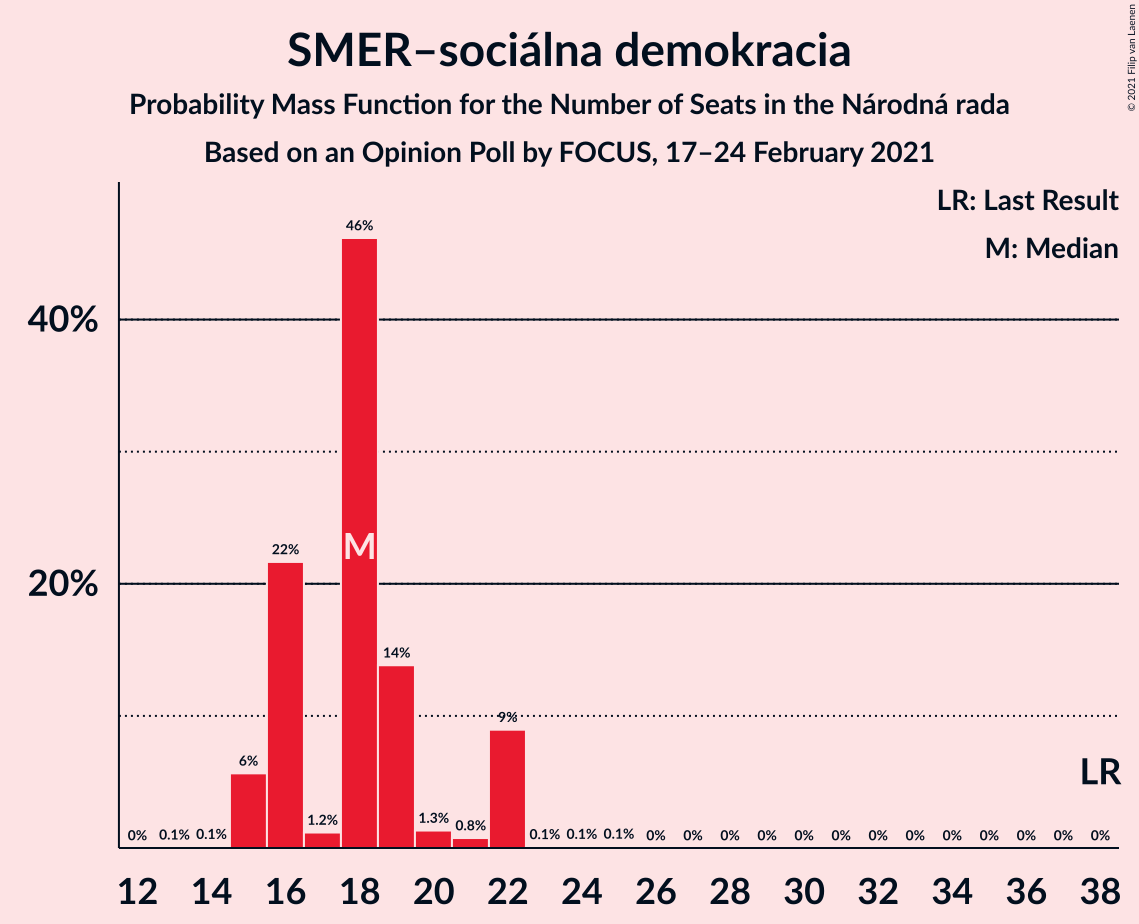 SMER–sociálna demokracia
Probability Mass Function for the Number of Seats in the Národná rada
Based on an Opinion Poll by FOCUS, 17–24 February 2021
© 2021 Filip van Laenen
LR: Last Result
M: Median
40%
20%
0% 0.1% 0.1% 6% 22% 1.2% 46% 14% 1.3% 0.8% 9% 0.1% 0.1% 0.1% 0% 0% 0% 0% 0% 0% 0% 0% 0% 0% 0% 0% 0%
M
LR
12 14 16 18 20 22 24 26 28 30 32 34 36 38